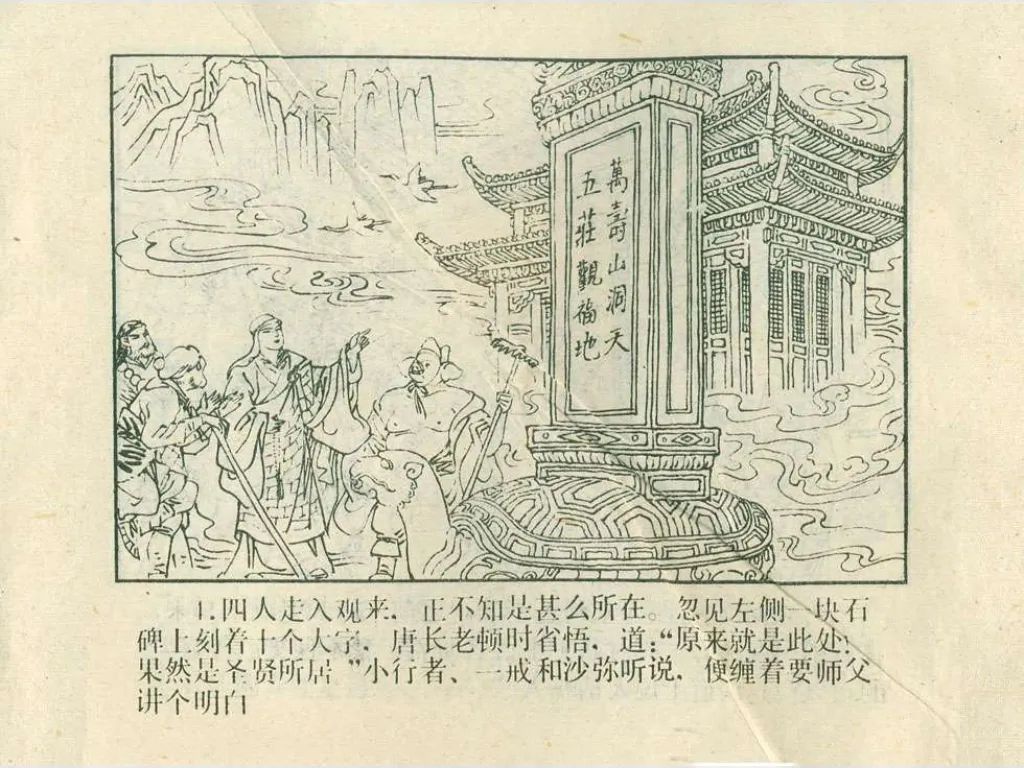 萬壽山洞天
五莊觀福地
4.四人走入观来，正不知是甚么所在。忽见左侧一块石
碑上刻着十个大字，唐长老顿时省悟，道：“原来就是此处！
果然是圣贤所居。”小行者、一戒和沙弥听说，便缠着要师父
讲个明白